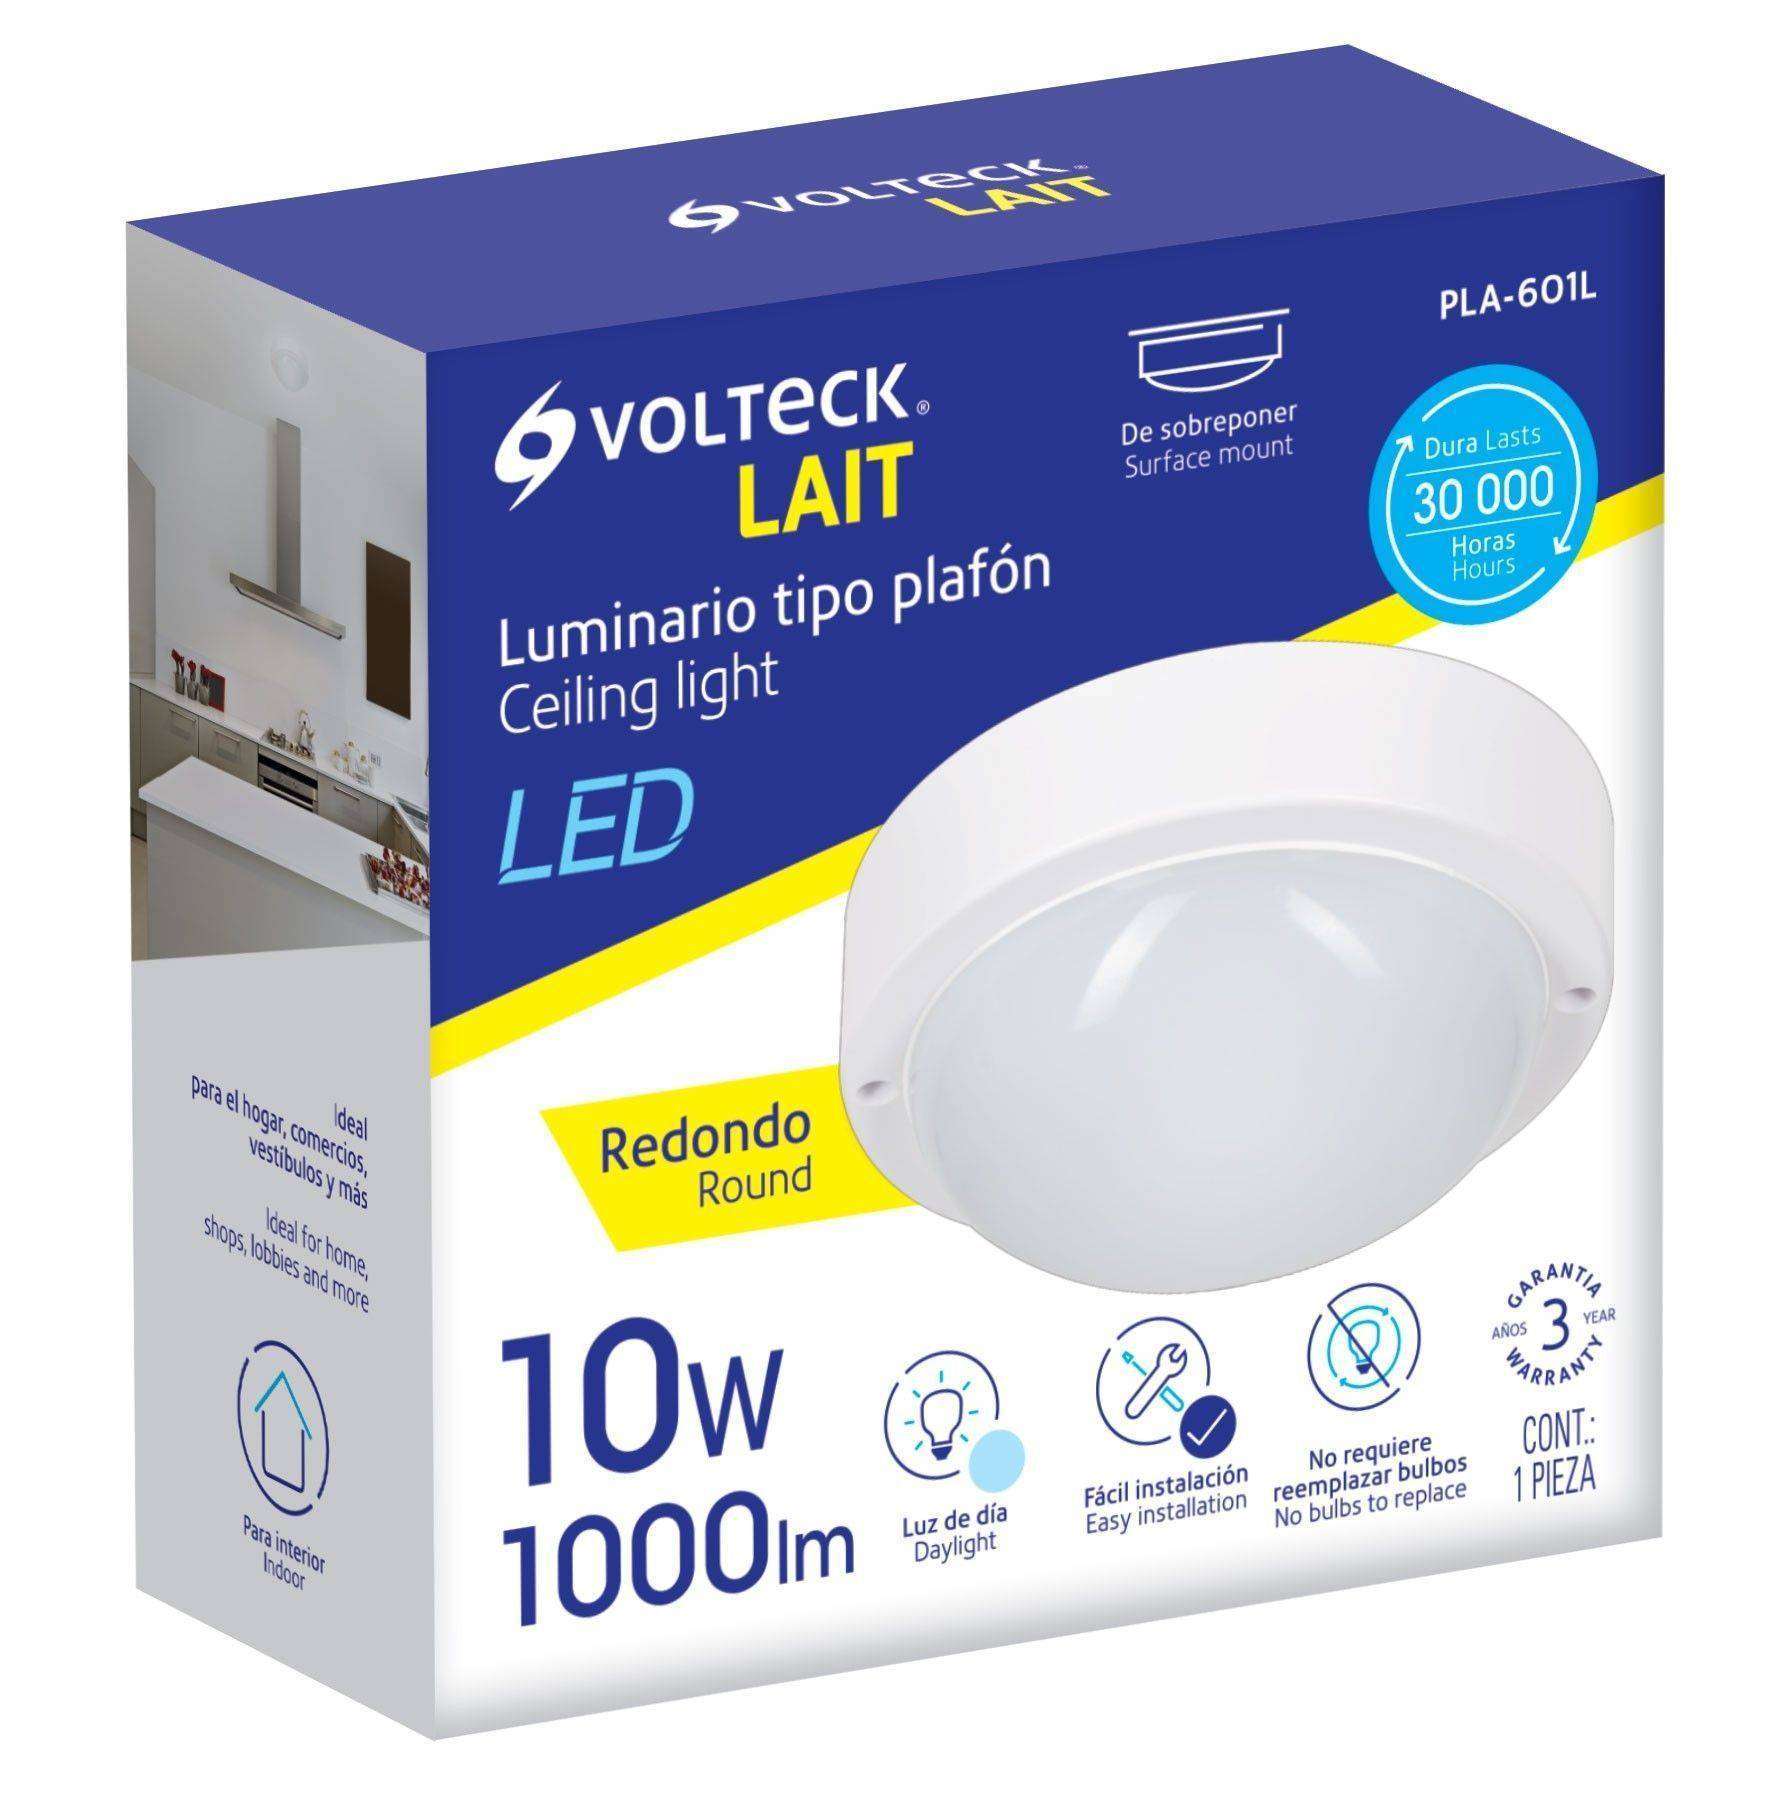 VOLTECK
LAIT
PLA-601L
VOLTECK®
LAIT
De sobreponer
Surface mount
Dura Lasts
30 000
Horas
Hours
Luminario tipo plafón
Ceiling light
LED
Redondo
Round
10W
1000lm
Luz de día
Daylight
Fácil instalación
Easy installation
No requiere
reemplazar bulbos
No bulbs to replace
GARANTIA
AÑOS 3 YEAR
WARRANTY
CONT.:
1 PIEZA
Ideal
para el hogar, comercios,
vestíbulos y más
Ideal for home,
shops, lobbies and more
Para interior
Indoor